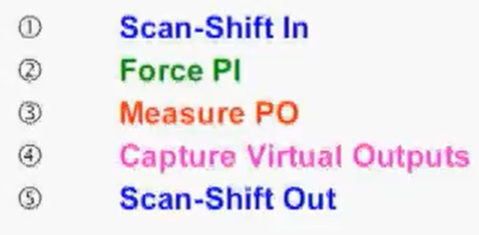 ① Scan-Shift In
② Force PI
③ Measure PO
④ Capture Virtual Outputs
⑤ Scan-Shift Out